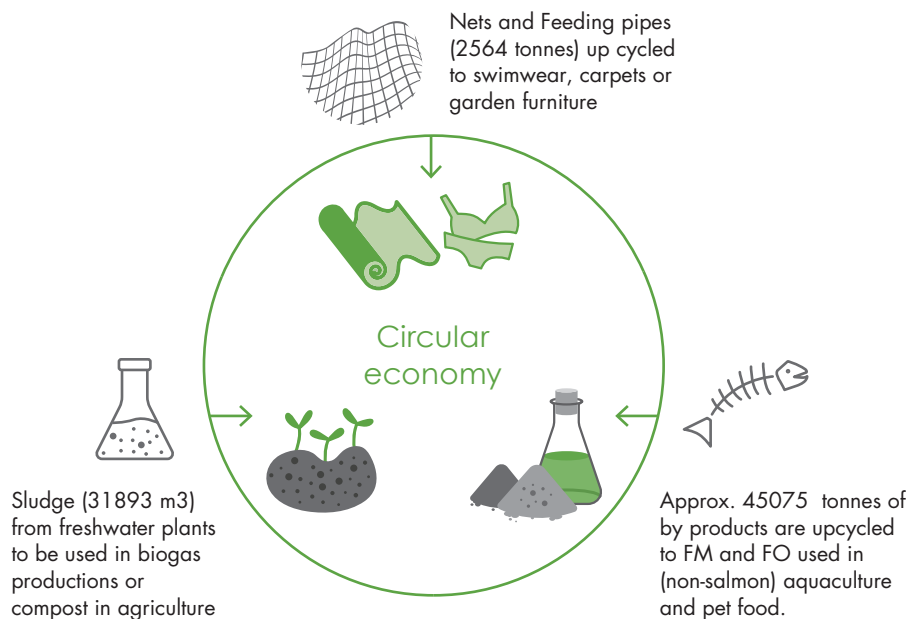 Nets and Feeding pipes
(2564 tonnes) up cycled
to swimwear, carpets or
garden furniture
Circular
economy
Sludge (31893 m3)
from freshwater plants
to be used in biogas
productions or
compost in agriculture
Approx. 45075 tonnes of
by products are upcycled
to FM and FO used in
(non-salmon) aquaculture
and pet food.